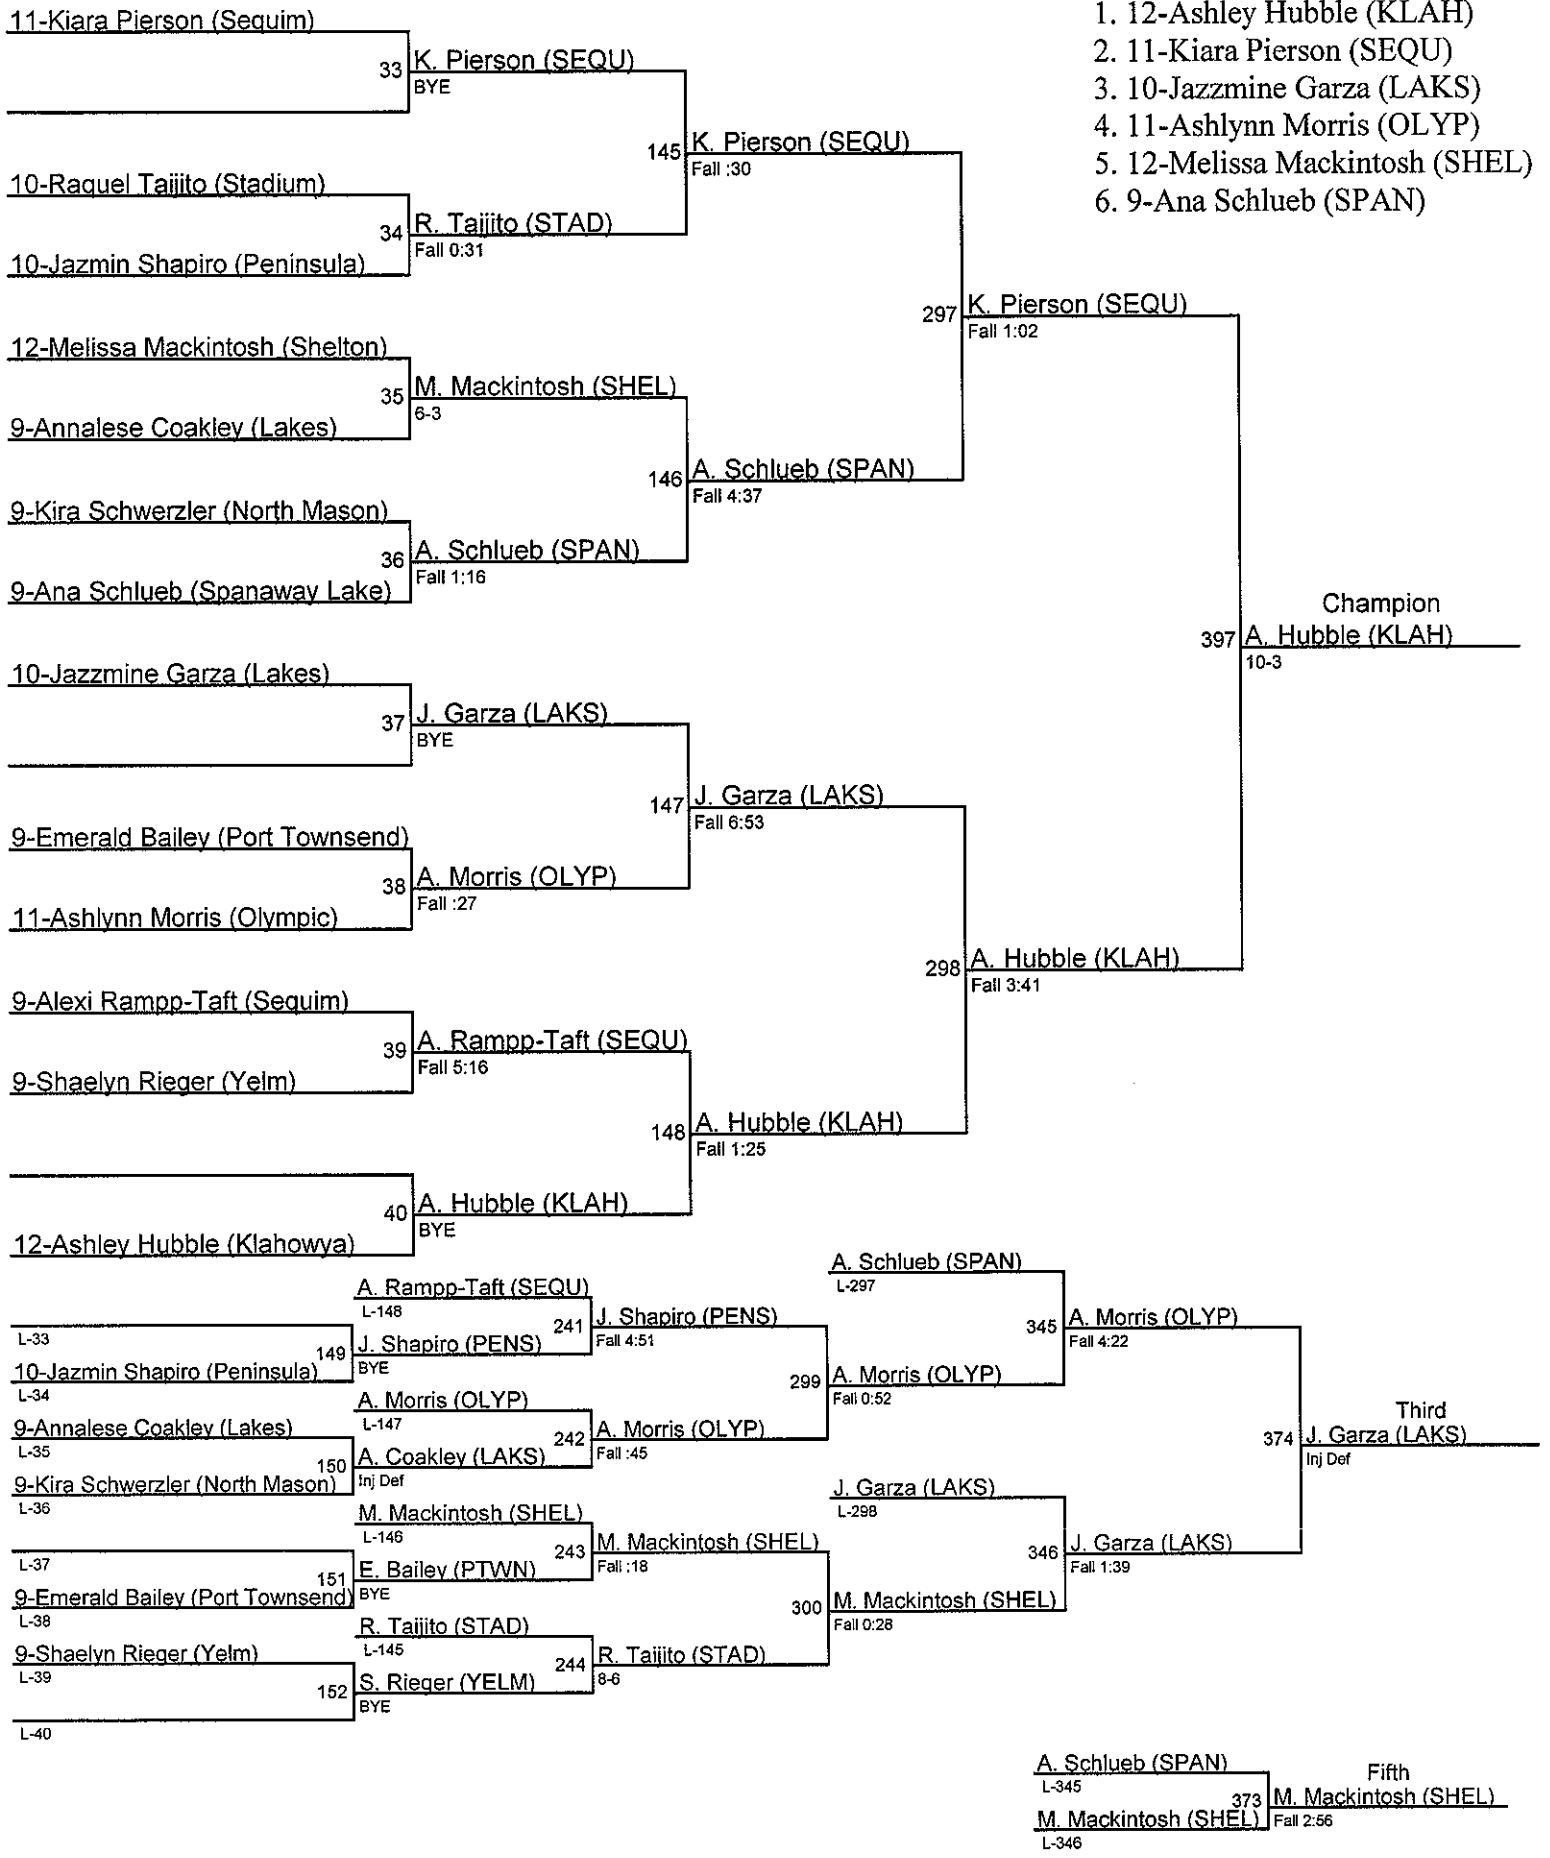 1. 12-Ashley Hubble (KLAH)
2. 11-Kiara Pierson (SEQU)
3. 10-Jazzmine Garza (LAKS)
4. 11-Ashlynn Morris (OLYP)
5. 12-Melissa Mackintosh (SHEL)
6. 9-Ana Schlueb (SPAN)
11-Kiara Pierson (Sequim)
33 K. Pierson (SEQU)
BYE
145 K. Pierson (SEQU)
Fall :30
10-Raquel Taijito (Stadium)
34 R. Taijito (STAD)
Fall 0:31
10-Jazmin Shapiro (Peninsula)
297 K. Pierson (SEQU)
Fall 1:02
12-Melissa Mackintosh (Shelton)
35 M. Mackintosh (SHEL)
6-3
9-Annalese Coakley (Lakes)
146 A. Schlueb (SPAN)
Fall 4:37
9-Kira Schwerzler (North Mason)
36 A. Schlueb (SPAN)
Fall 1:16
9-Ana Schlueb (Spanaway Lake)
Champion
397 A. Hubble (KLAH)
10-3
10-Jazzmine Garza (Lakes)
37 J. Garza (LAKS)
BYE
147 J. Garza (LAKS)
Fall 6:53
9-Emerald Bailey (Port Townsend)
38 A. Morris (OLYP)
Fall :27
11-Ashlynn Morris (Olympic)
298 A. Hubble (KLAH)
Fall 3:41
9-Alexi Rampp-Taft (Sequim)
39 A. Rampp-Taft (SEQU)
Fall 5:16
9-Shaelyn Rieger (Yelm)
148 A. Hubble (KLAH)
Fall 1:25
40 A. Hubble (KLAH)
BYE
12-Ashley Hubble (Klahowya)
A. Schlueb (SPAN)
L-297
A. Rampp-Taft (SEQU)
L-148
241 J. Shapiro (PENS)
Fall 4:51
345 A. Morris (OLYP)
Fall 4:22
L-33
149 J. Shapiro (PENS)
BYE
10-Jazmin Shapiro (Peninsula)
L-34
299 A. Morris (OLYP)
Fall 0:52
A. Morris (OLYP)
L-147
9-Annalese Coakley (Lakes)
L-35
242 A. Morris (OLYP)
Fall :45
Third
374 J. Garza (LAKS)
Inj Def
150 A. Coakley (LAKS)
Inj Def
9-Kira Schwerzler (North Mason)
L-36
J. Garza (LAKS)
L-298
M. Mackintosh (SHEL)
L-146
243 M. Mackintosh (SHEL)
Fall :18
346 J. Garza (LAKS)
Fall 1:39
L-37
151 E. Bailey (PTWN)
BYE
9-Emerald Bailey (Port Townsend)
L-38
300 M. Mackintosh (SHEL)
Fall 0:28
R. Taijito (STAD)
L-145
9-Shaelyn Rieger (Yelm)
L-39
244 R. Taijito (STAD)
8-6
152 S. Rieger (YELM)
BYE
L-40
A. Schlueb (SPAN)
L-345
Fifth
373 M. Mackintosh (SHEL)
Fall 2:56
M. Mackintosh (SHEL)
L-346